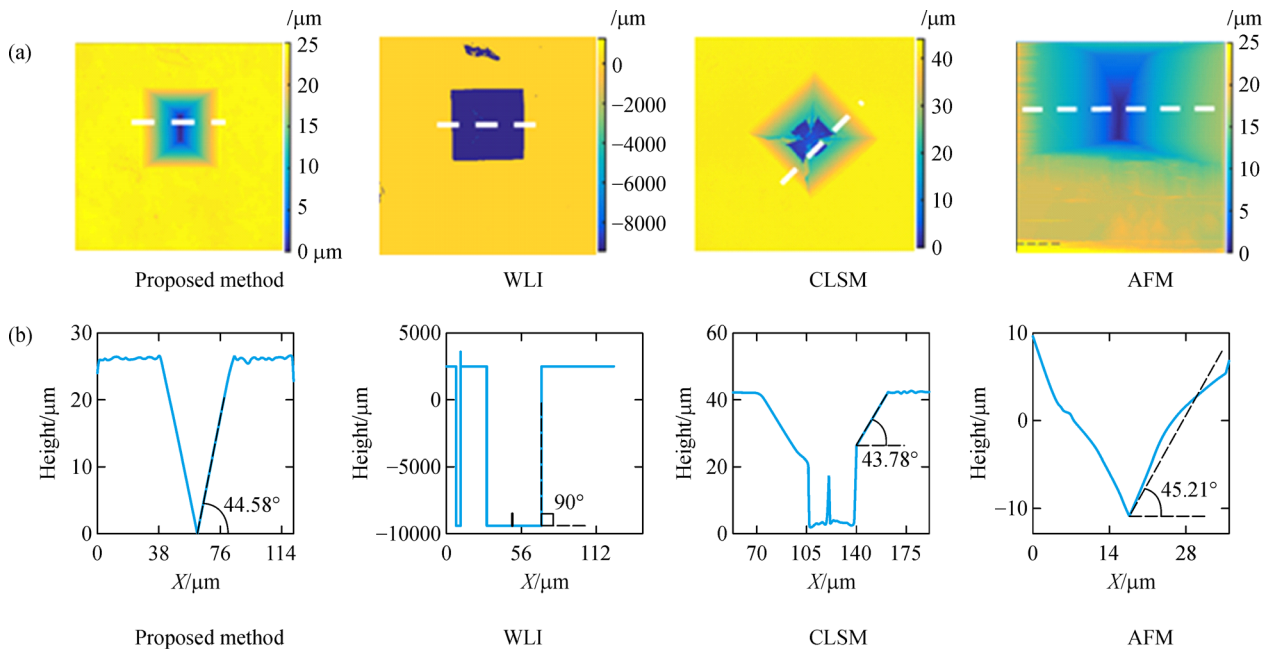 (a)
/μm
25
20
15
10
5
0 μm
Proposed method
/μm
0
−2000
−4000
−6000
−8000
WLI
/μm
40
30
20
10
0
CLSM
/μm
25
20
15
10
5
0
AFM
(b)
Height/μm
30
20
10
0
0 38 76 114
44.58°
X/μm
Proposed method
Height/μm
5000
0
−5000
−10000
0 56 112
90°
X/μm
WLI
Height/μm
60
40
20
0
70 105 140 175
43.78°
X/μm
CLSM
Height/μm
10
0
−10
0 14 28
45.21°
X/μm
AFM